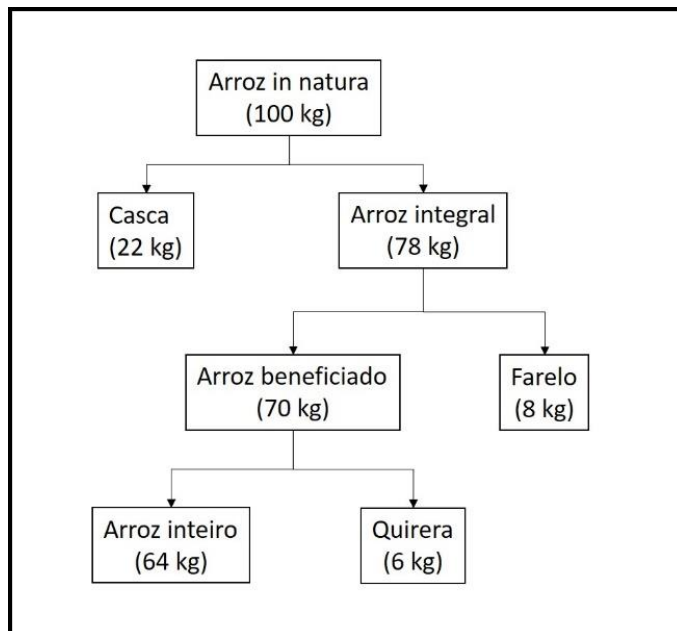 Arroz in natura
(100 kg)
Casca
(22 kg)
Arroz integral
(78 kg)
Arroz beneficiado
(70 kg)
Farelo
(8 kg)
Arroz inteiro
(64 kg)
Quirera
(6 kg)